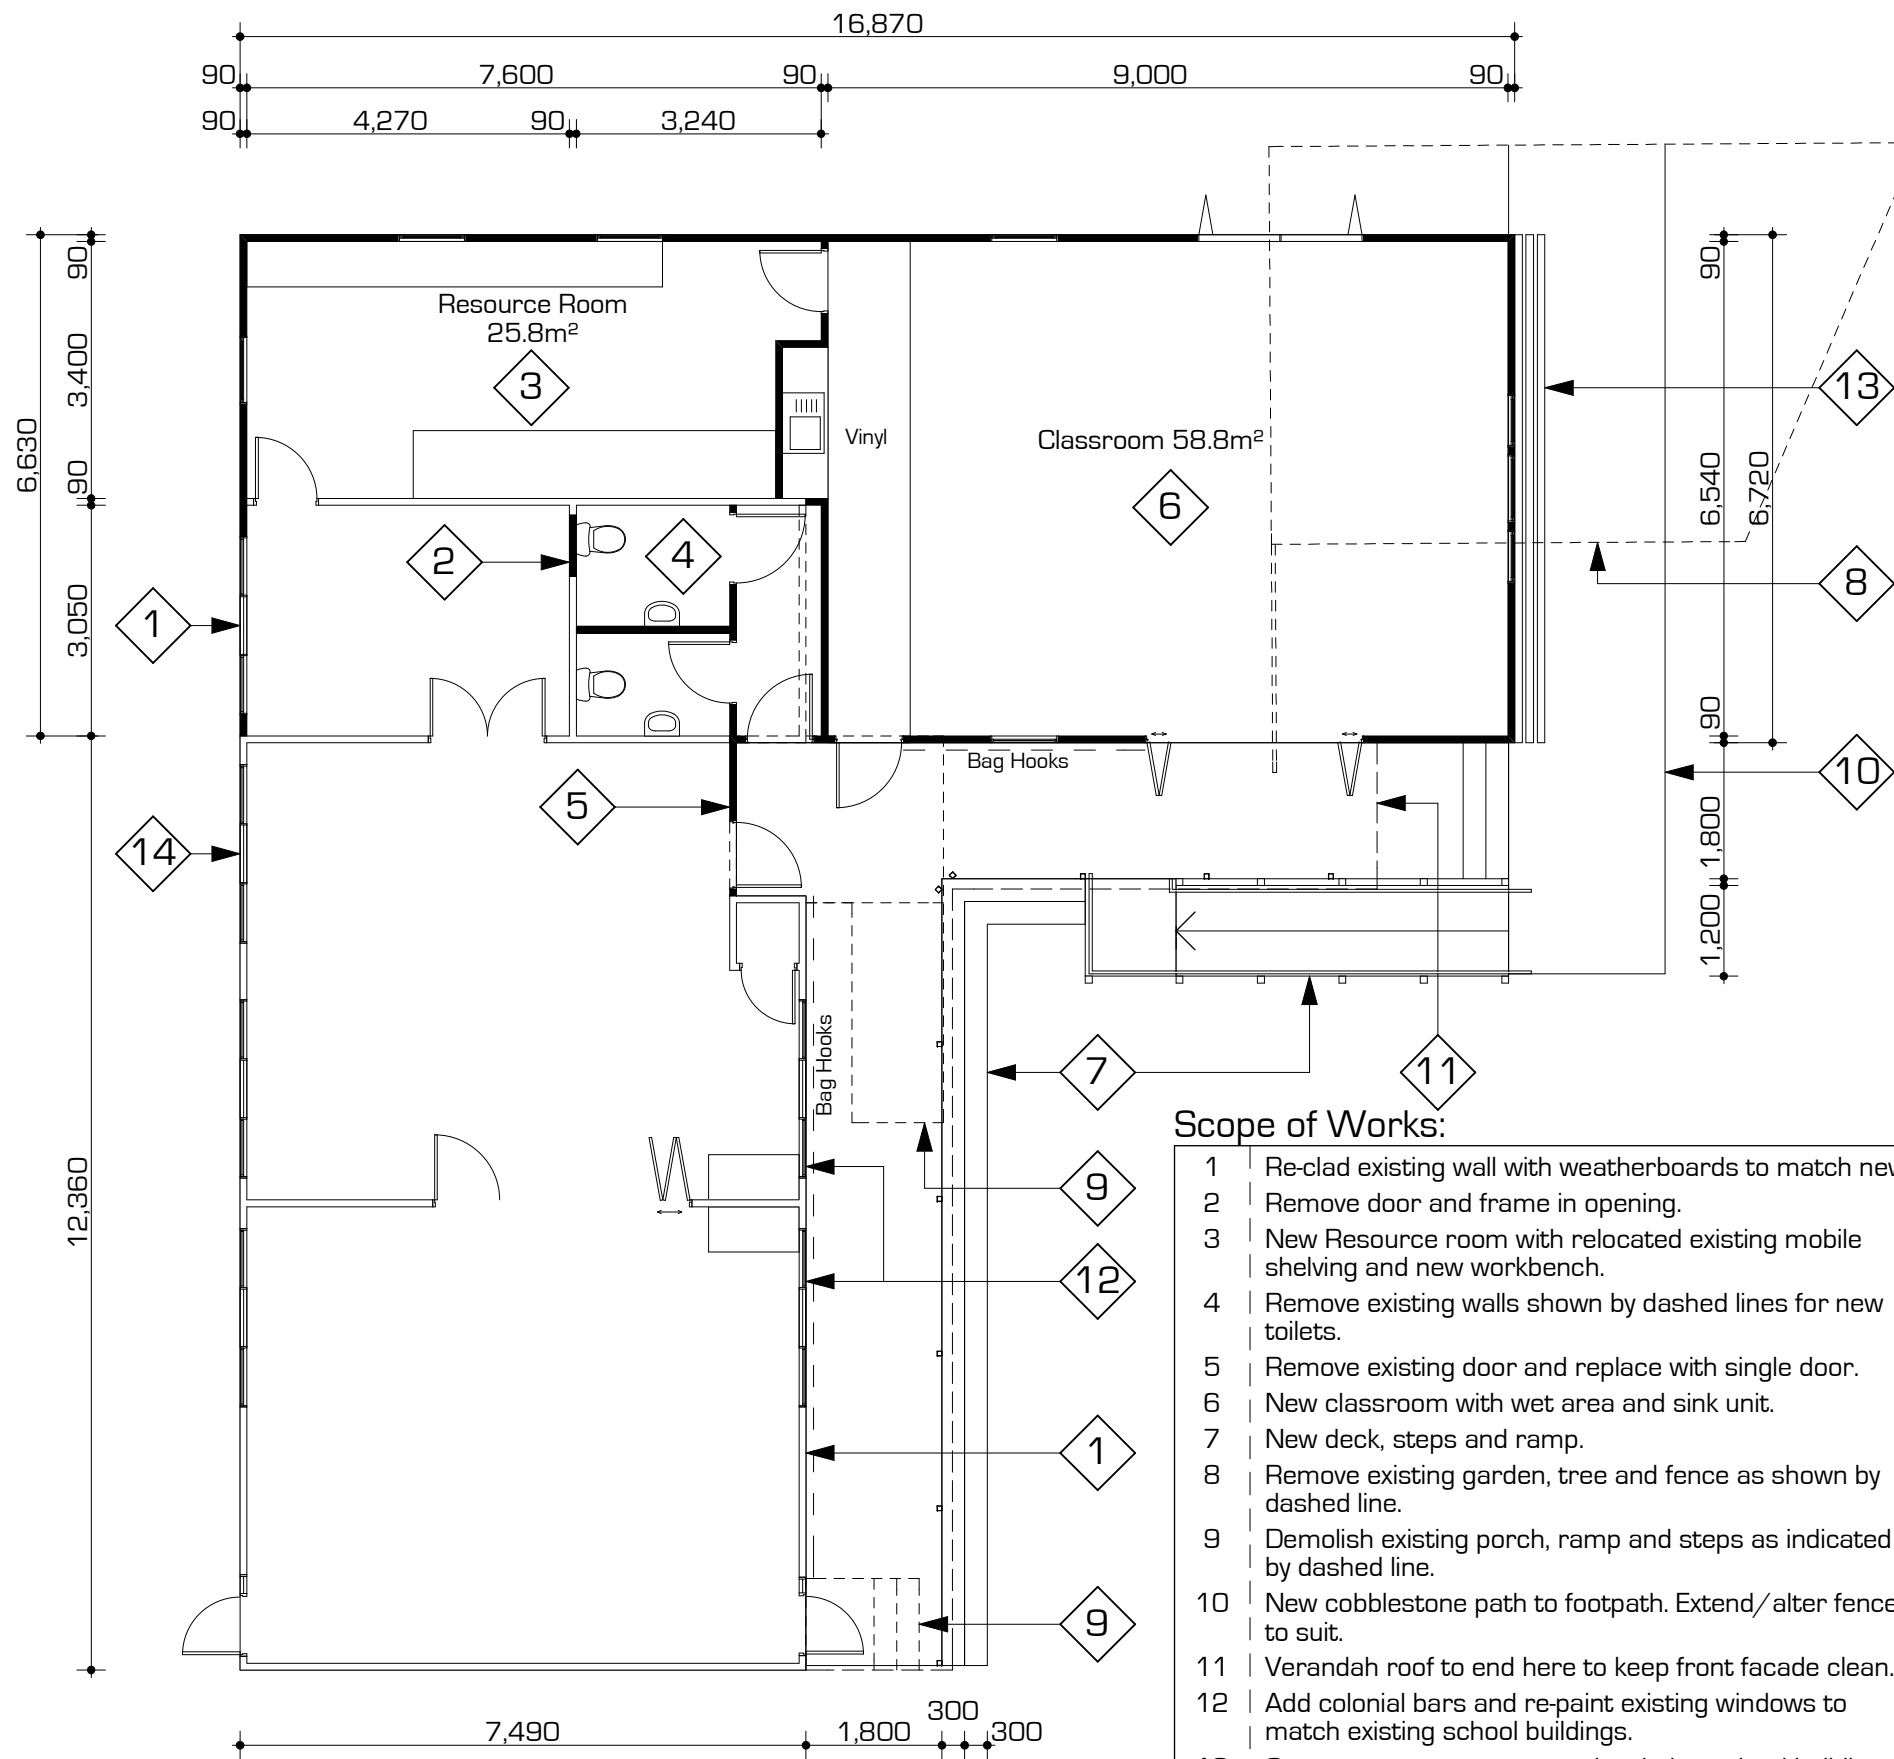 16,870
90
7,600
90
9,000
90
90
4,270
90
3,240
90
3,400
90
3,050
6,630
12,360
Resource Room
25.8m²
3
Vinyl
Classroom 58.8m²
6
2
4
1
5
14
Bag Hooks
Bag Hooks
13
8
10
90
6,540
6,720
90
1,800
1,200
7
11
9
12
1
9
7,490
1,800
300
300
Scope of Works:
1 Re-clad existing wall with weatherboards to match
2 Remove door and frame in opening.
3 New Resource room with relocated existing mobile
shelving and new workbench.
4 Remove existing walls shown by dashed lines for new
toilets.
5 Remove existing door and replace with single door.
6 New classroom with wet area and sink unit.
7 New deck, steps and ramp.
8 Remove existing garden, tree and fence as shown by
dashed line.
9 Demolish existing porch, ramp and steps as indicated
by dashed line.
10 New cobblestone path to footpath. Extend/alter fence
to suit.
11 Verandah roof to end here to keep front facade clean.
12 Add colonial bars and re-paint existing windows to
match existing school buildings.